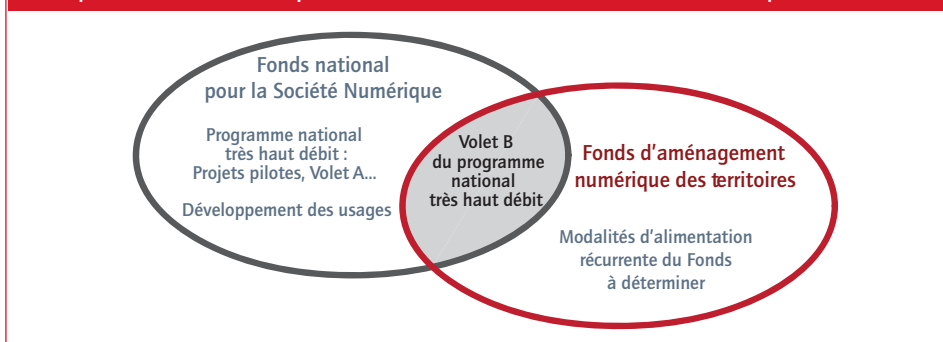 Fonds national
pour la Société Numérique
Programme national
très haut débit :
Projets pilotes, Volet A...
Développement des usages
Volet B
du programme
national
très haut débit
Fonds d'aménagement
numérique des territoires
Modalités d'alimentation
récurrente du Fonds
à déterminer